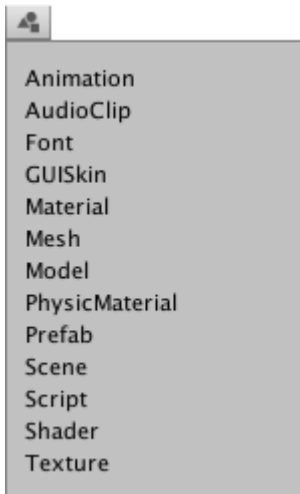 Animation
AudioClip
Font
GUISkin
Material
Mesh
Model
PhysicMaterial
Prefab
Scene
Script
Shader
Texture